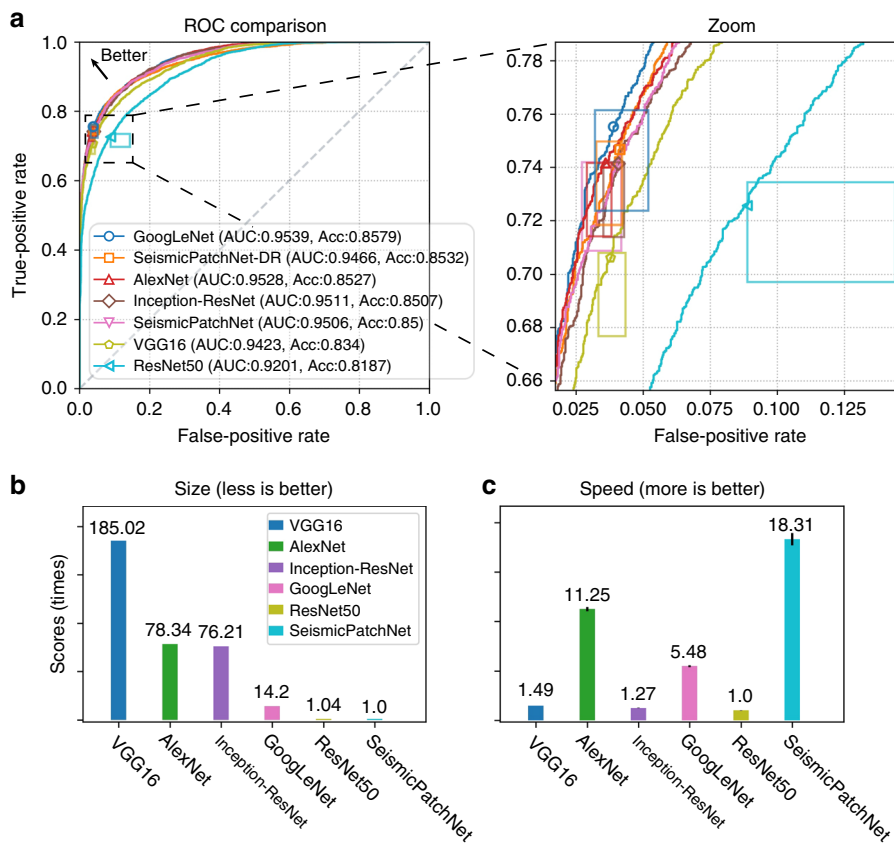 a
ROC comparison
Zoom
True-positive rate
1.0
0.8
0.6
0.4
0.2
0.0
Better
GoogLeNet (AUC:0.9539, Acc:0.8579)
SeismicPatchNet-DR (AUC:0.9466, Acc:0.8532)
AlexNet (AUC:0.9528, Acc:0.8527)
Inception-ResNet (AUC:0.9511, Acc:0.8507)
SeismicPatchNet (AUC:0.9506, Acc:0.85)
VGG16 (AUC:0.9423, Acc:0.834)
ResNet50 (AUC:0.9201, Acc:0.8187)
0.0 0.2 0.4 0.6 0.8 1.0
False-positive rate
0.78
0.76
0.74
0.72
0.70
0.68
0.66
0.025 0.050 0.075 0.100 0.125
False-positive rate
b
Size (less is better)
Scores (times)
185.02
78.34
76.21
14.2
1.04
1.0
VGG16
AlexNet
Inception-ResNet
GoogLeNet
ResNet50
SeismicPatchNet
VGG16
AlexNet
Inception-ResNet
GoogLeNet
ResNet50
SeismicPatchNet
c
Speed (more is better)
1.49
11.25
1.27
5.48
1.0
18.31
VGG16
AlexNet
Inception-ResNet
GoogLeNet
ResNet50
SeismicPatchNet